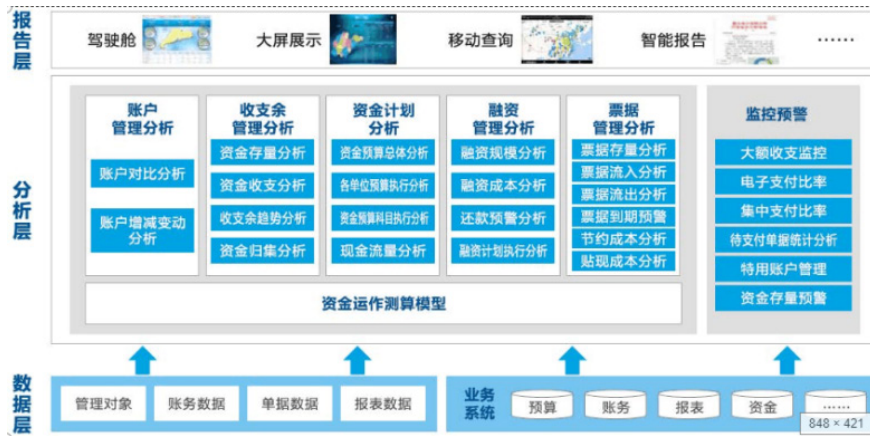 报告层
驾驶舱
大屏展示
移动查询
智能报告
……
分析层
账户
管理分析
账户对比分析
账户增减变动
分析
收支余
管理分析
资金存量分析
资金收支分析
收支余趋势分析
资金归集分析
资金计划
分析
资金预算总体分析
各单位预算执行分析
资金预算科目执行分析
现金流量分析
融资
管理分析
融资规模分析
融资成本分析
还款预警分析
融资计划执行分析
票据
管理分析
票据存量分析
票据流入分析
票据流出分析
票据到期预警
节约成本分析
贴现成本分析
资金运作测算模型
监控预警
大额收支监控
电子支付比率
集中支付比率
待支付单据统计分析
特用账户管理
资金存量预警
数据层
管理对象
账务数据
单据数据
报表数据
业务
系统
预算
账务
报表
资金
……
848 × 421